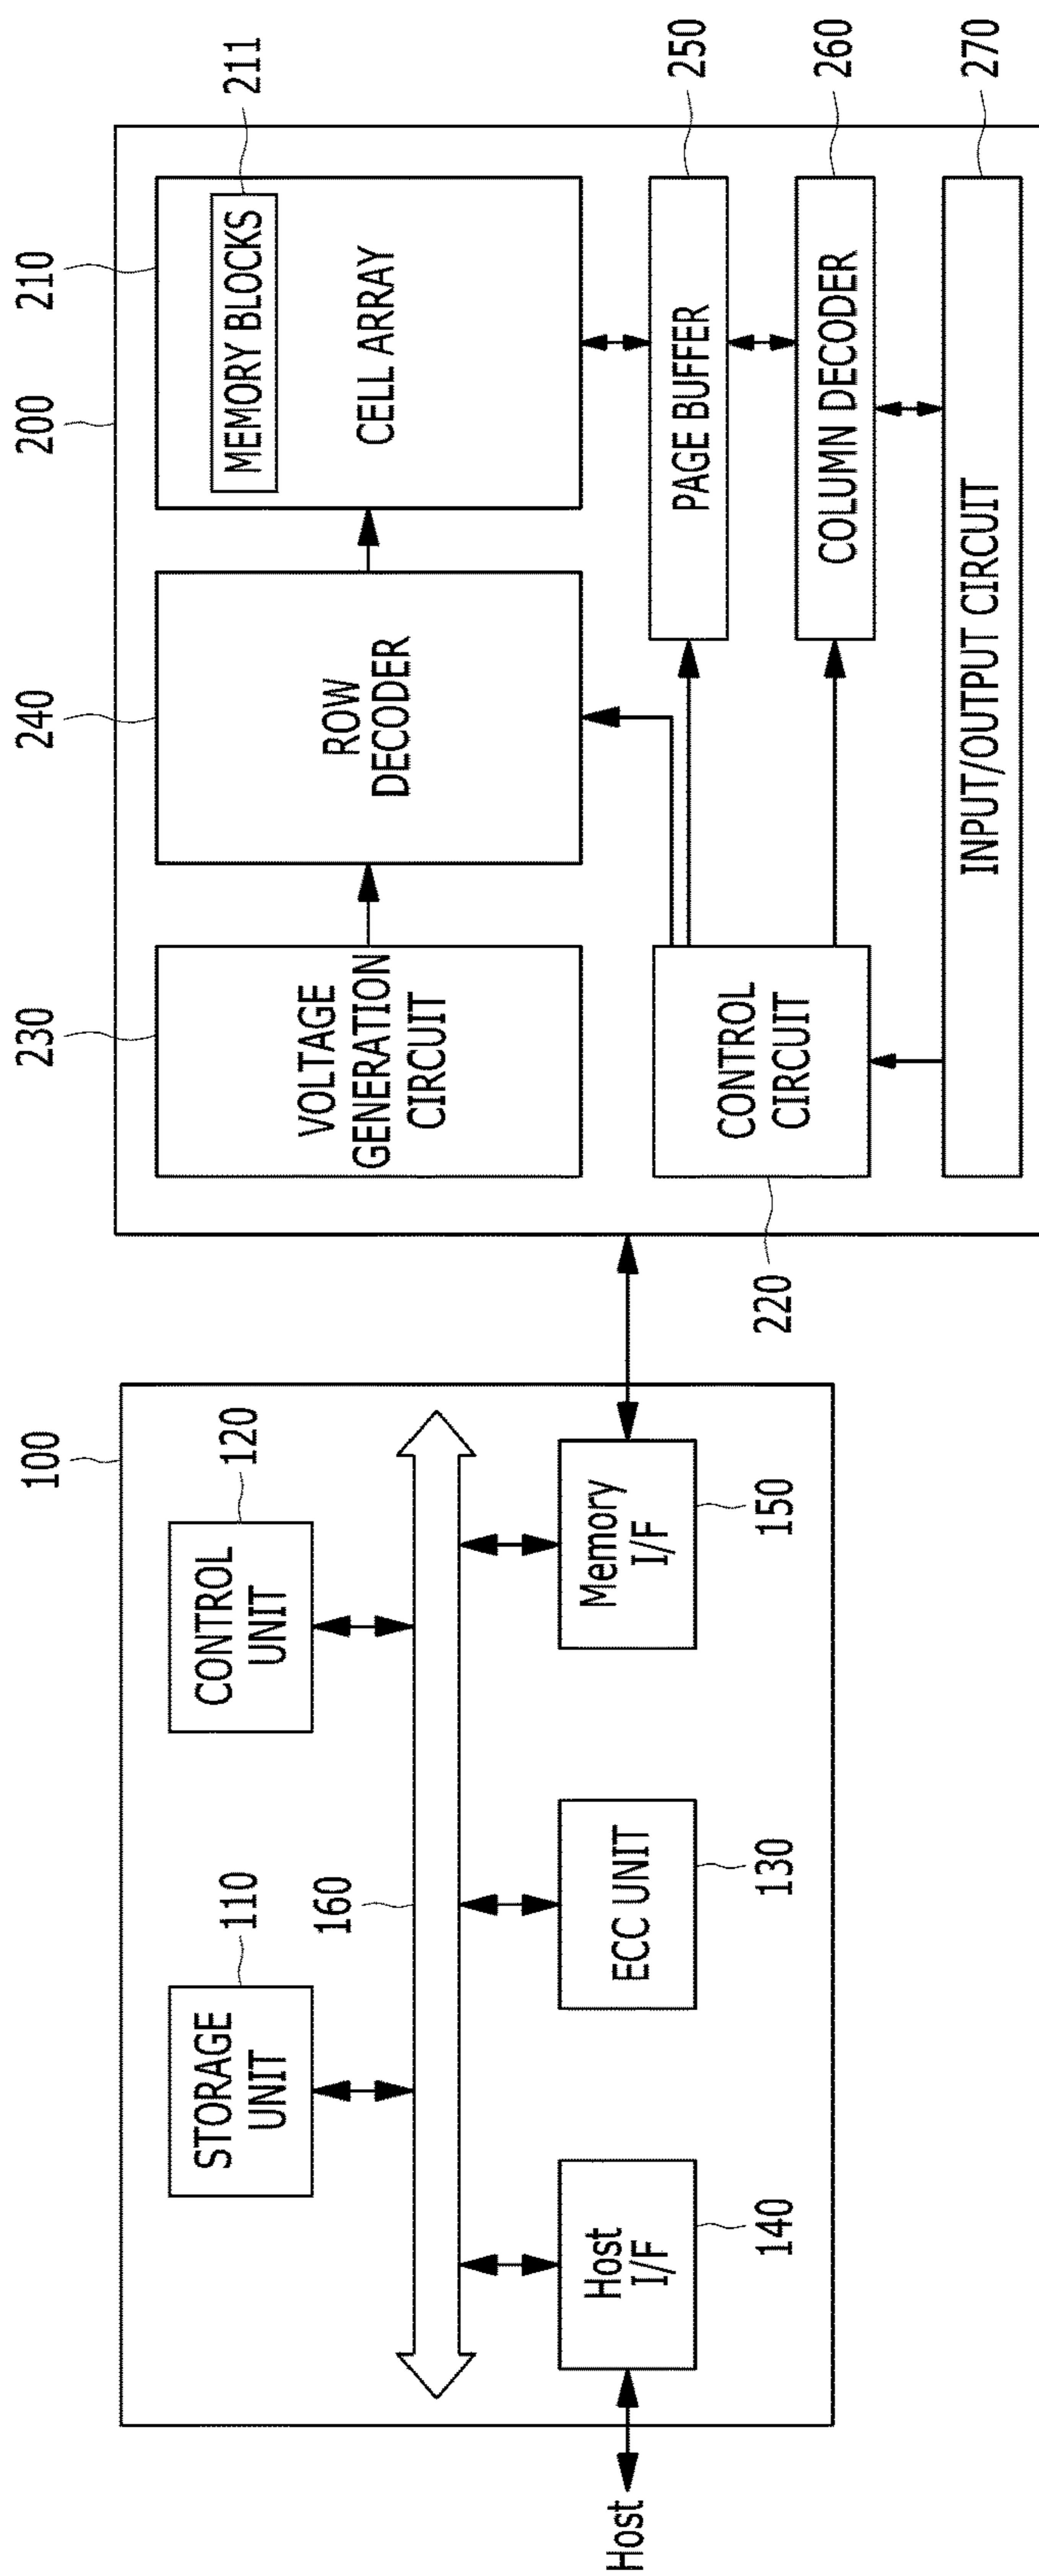 100
STORAGE
UNIT
110
CONTROL
UNIT
120
160
Host
Host
I/F
140
ECC UNIT
130
Memory
I/F
150
200
230
VOLTAGE
GENERATION
CIRCUIT
240
ROW
DECODER
210
MEMORY BLOCKS
211
CELL ARRAY
CONTROL
CIRCUIT
220
PAGE BUFFER
250
COLUMN DECODER
260
INPUT/OUTPUT CIRCUIT
270